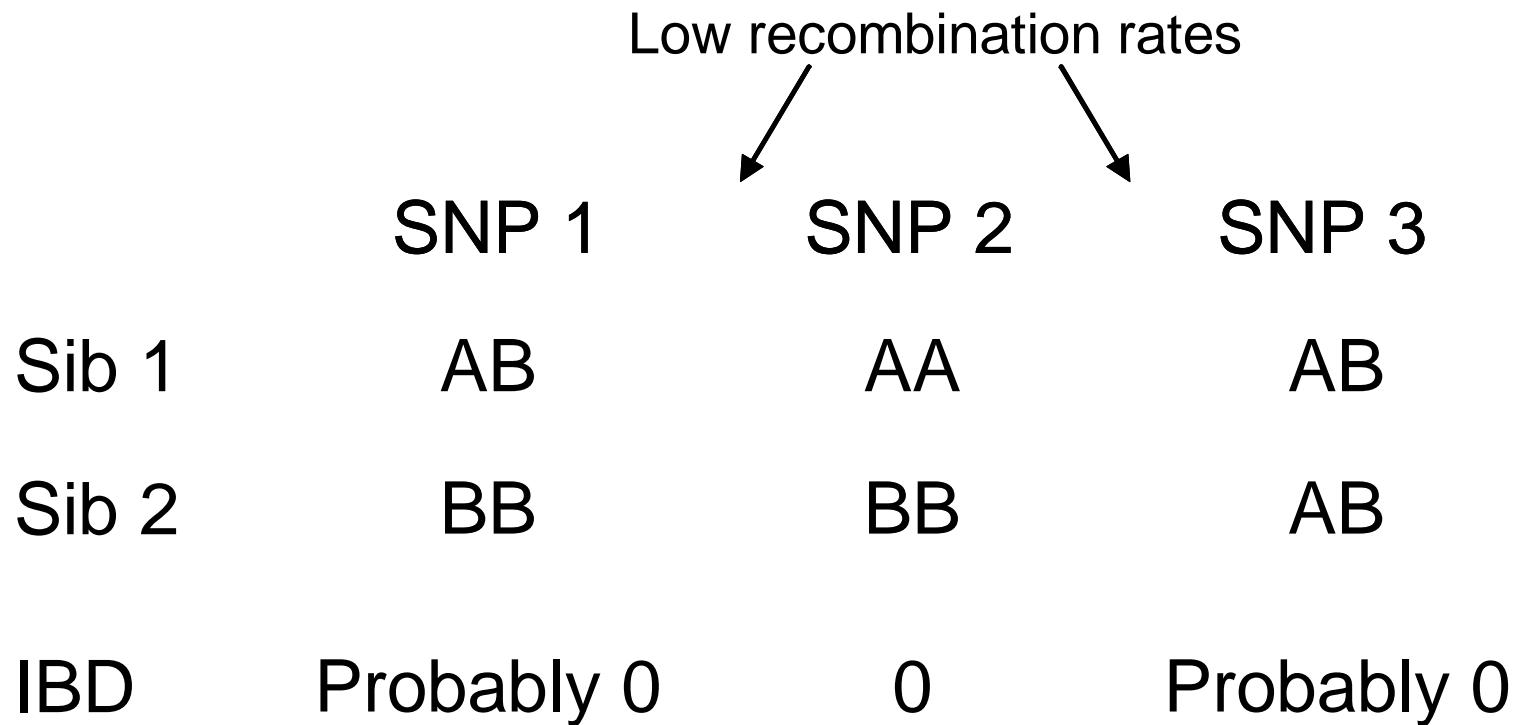 Low recombination rates
SNP 1 SNP 2 SNP 3
Sib 1 AB AA AB
Sib 2 BB BB AB
IBD Probably 0 0 Probably 0